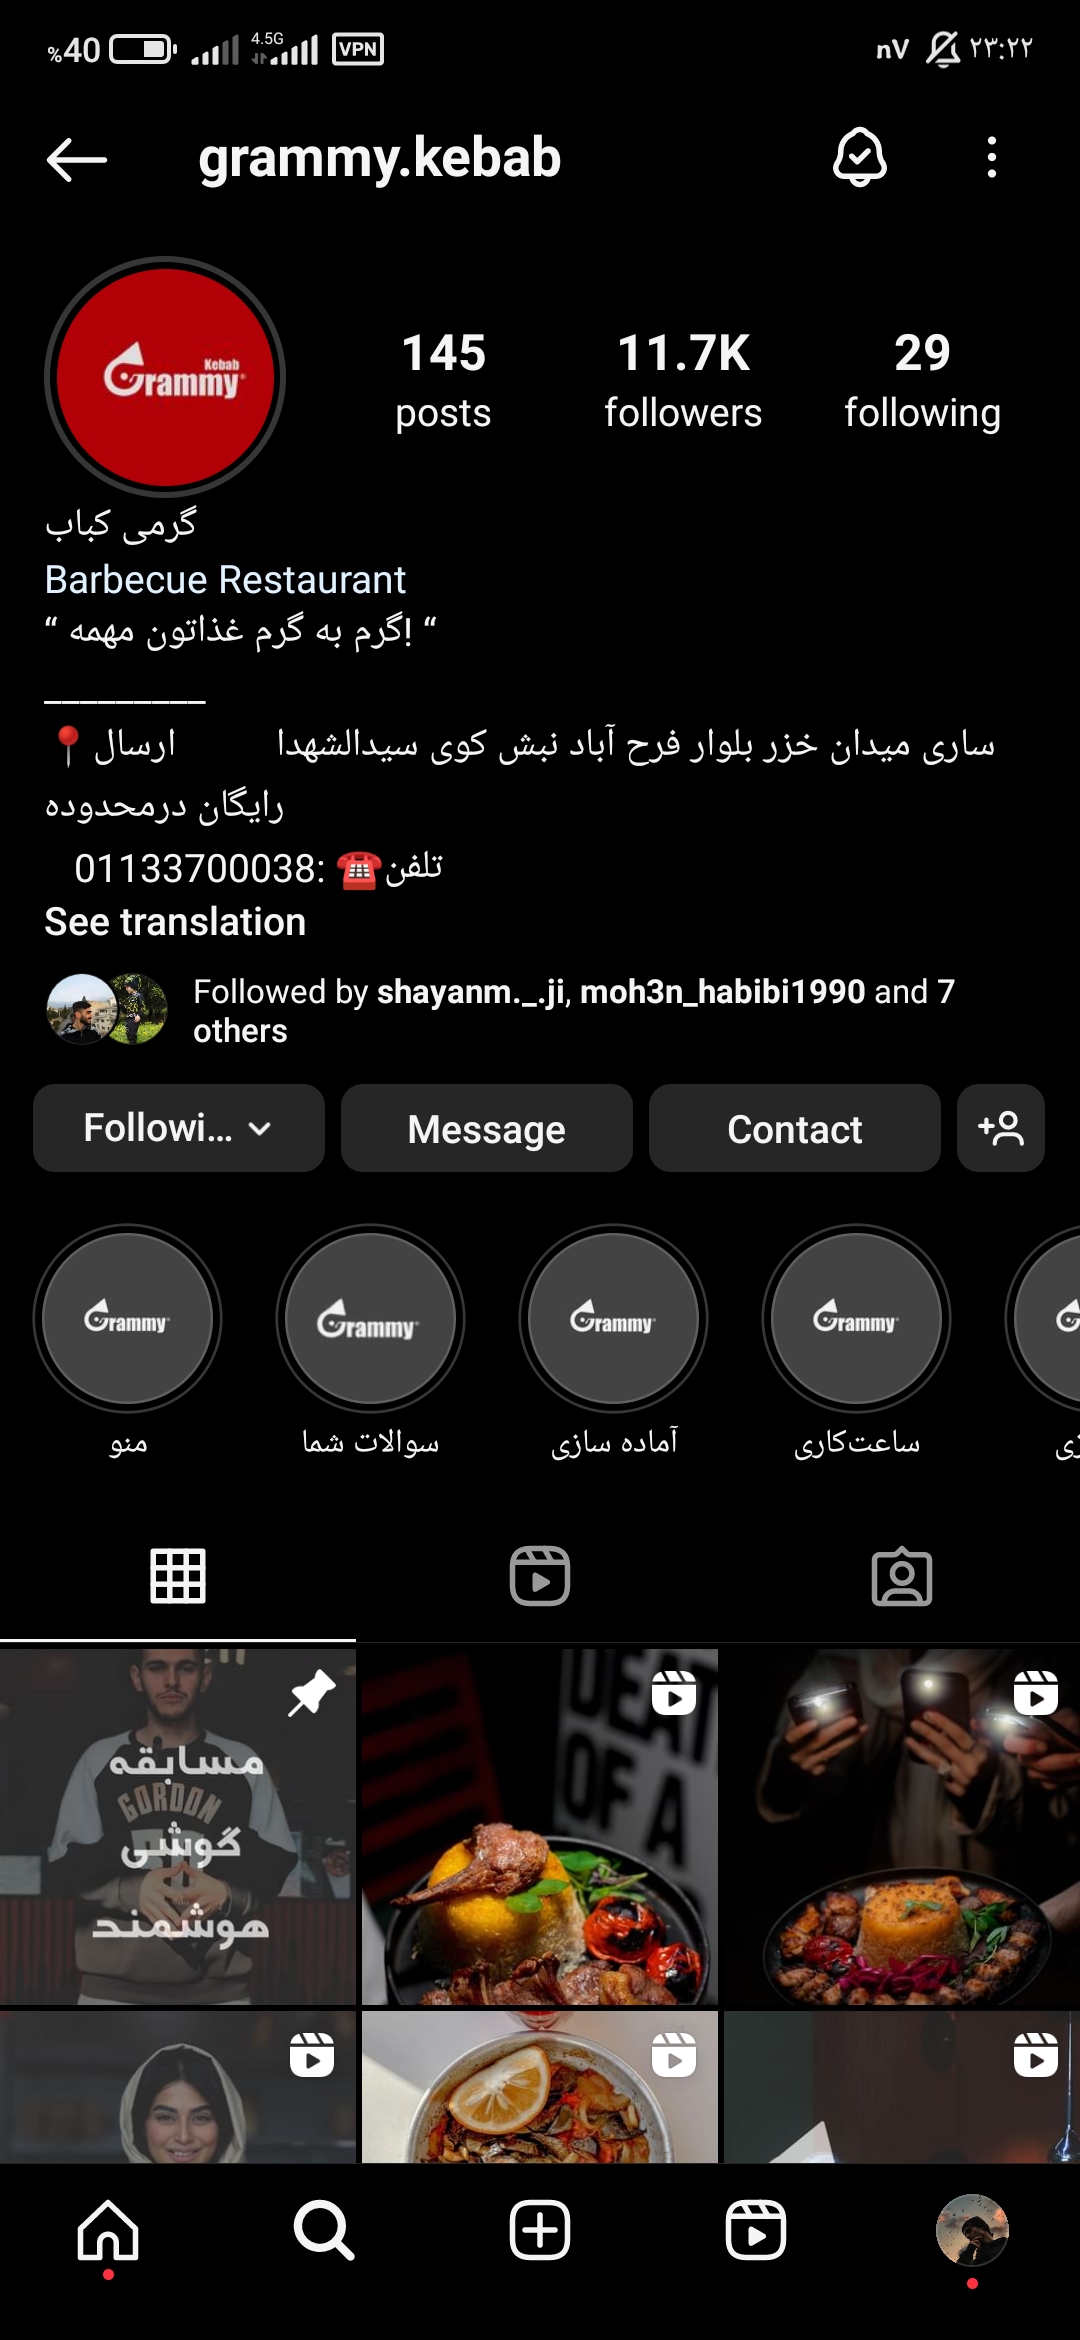 %40 4.5G VPN nV ۲۳:۲۲
grammy.kebab
Grammy Kebab
145 11.7K 29
posts followers following
گرمی کباب
Barbecue Restaurant
“ گرم به گرم غذاتون مهمه! “
_________
📍 ساری میدان خزر بلوار فرح آباد نبش کوی سیدالشهدا ارسال
رایگان درمحدوده
تلفن☎️ :01133700038
See translation
Followed by shayanm._.ji, moh3n_habibi1990 and 7
others
Followi... Message Contact
Grammy Grammy Grammy Grammy
منو سوالات شما آماده سازی ساعت‌کاری
مسابقه
GORDON
گوشی
هوشمند
OF A